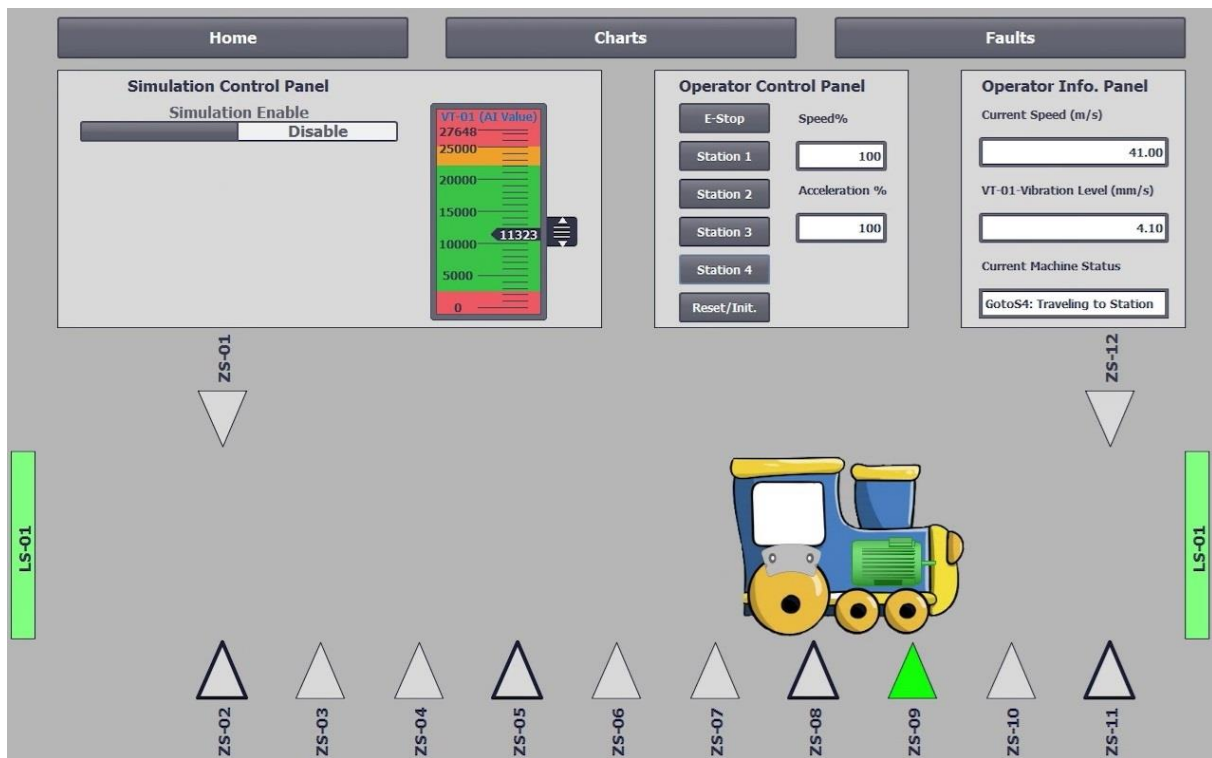 Home
Charts
Faults
Simulation Control Panel
Simulation Enable
Disable
VT-01 (AI Value)
27648
25000
20000
15000
11323
10000
5000
0
Operator Control Panel
E-Stop
Speed%
Station 1
100
Station 2
Acceleration %
Station 3
100
Station 4
Reset/Init.
Operator Info. Panel
Current Speed (m/s)
41.00
VT-01-Vibration Level (mm/s)
4.10
Current Machine Status
GotoS4: Traveling to Station
ZS-01
ZS-12
LS-01
LS-01
ZS-02
ZS-03
ZS-04
ZS-05
ZS-06
ZS-07
ZS-08
ZS-09
ZS-10
ZS-11